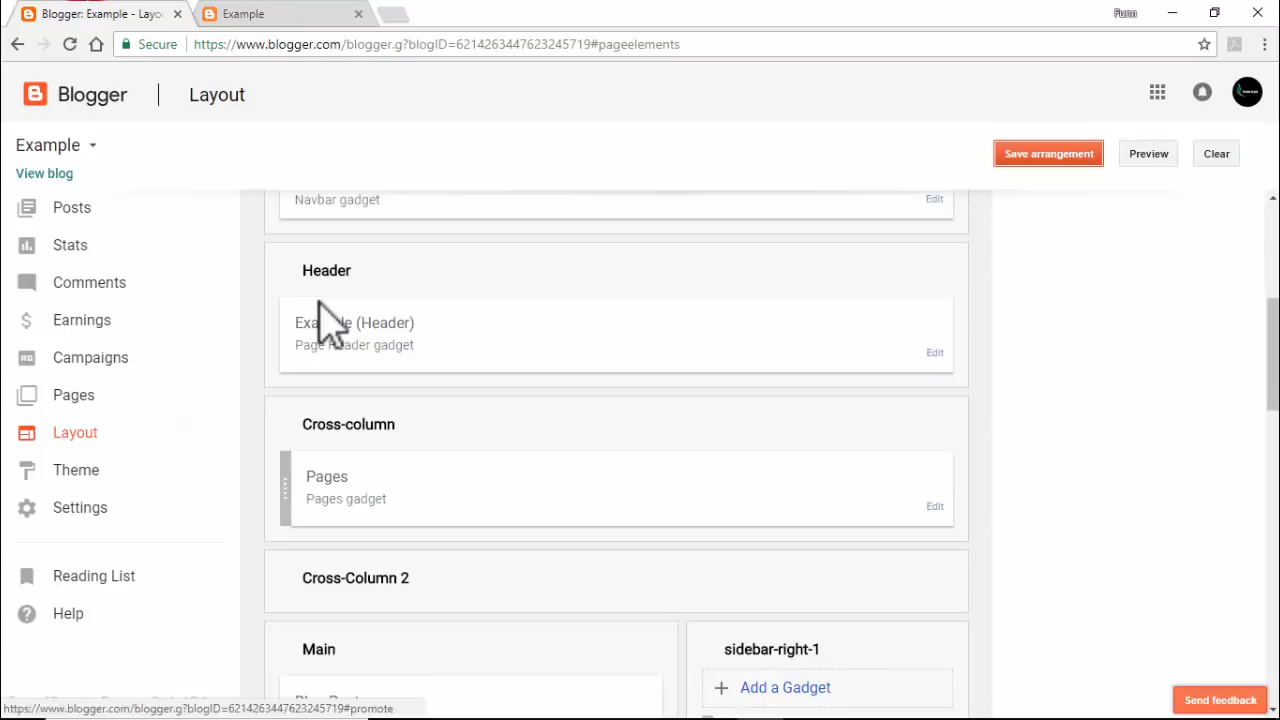 Blogger: Example - Layo
Example
Funn
Secure
https://www.blogger.com/blogger.g?blogID=6214263447623245719#pageelements
Blogger
Layout
Example
View blog
Save arrangement
Preview
Clear
Posts
Stats
Comments
Earnings
Campaigns
Pages
Layout
Theme
Settings
Reading List
Help
Navbar gadget
Edit
Header
(Header)
gadget
Edit
Cross-column
Pages
Pages gadget
Edit
Cross-Column 2
Main
sidebar-right-1
Add a Gadget
https://www.blogger.com/blogger.g?blogID=6214263447623245719#promote
Send feedback